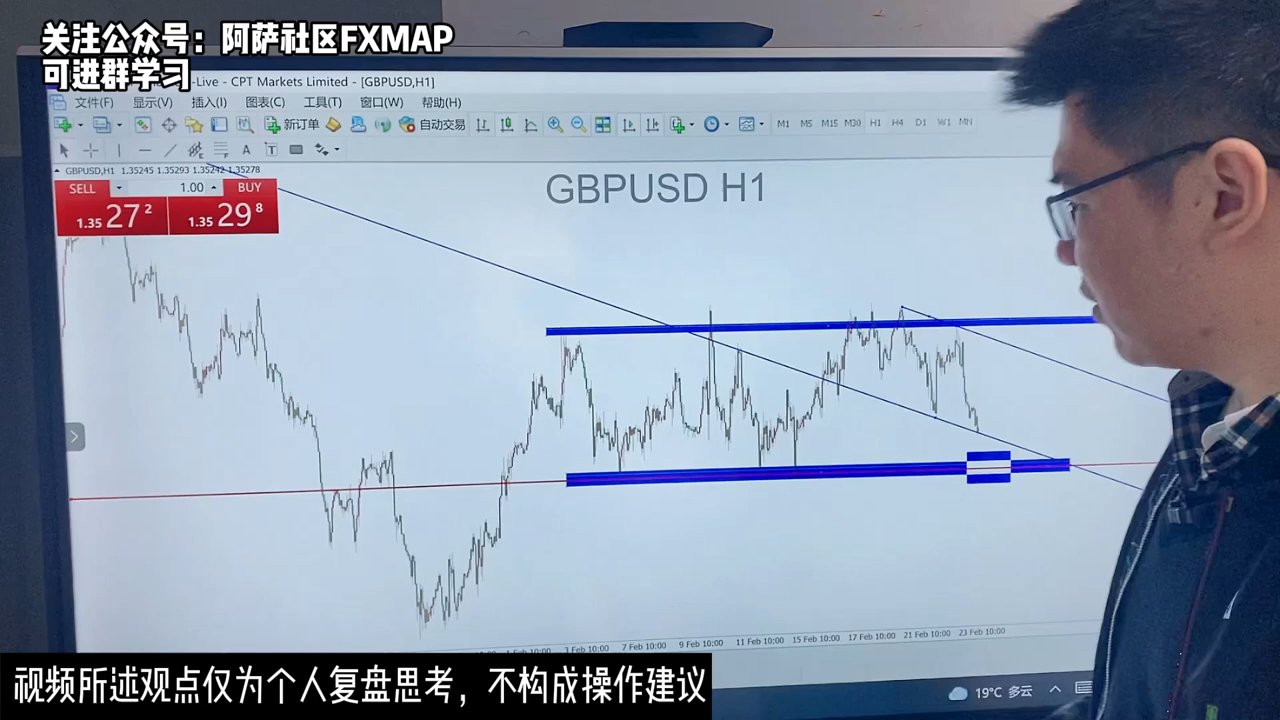 关注公众号：阿萨社区FXMAP
可进群学习
-Live - CPT Markets Limited - [GBPUSD,H1]
文件(F) 显示(V) 插入(I) 图表(C) 工具(T) 窗口(W) 帮助(H)
新订单 自动交易 M1 M5 M15 M30 H1 H4 D1 W1 MN
A T
GBPUSD,H1 1.35245 1.35293 1.35242 1.35278
SELL 1.00 BUY
1.35 27 2 1.35 29 8
GBPUSD H1
3 Feb 10:00 7 Feb 10:00 9 Feb 10:00 11 Feb 10:00 15 Feb 10:00 17 Feb 10:00 21 Feb 10:00 23 Feb 10:00
视频所述观点仅为个人复盘思考，不构成操作建议
19°C 多云